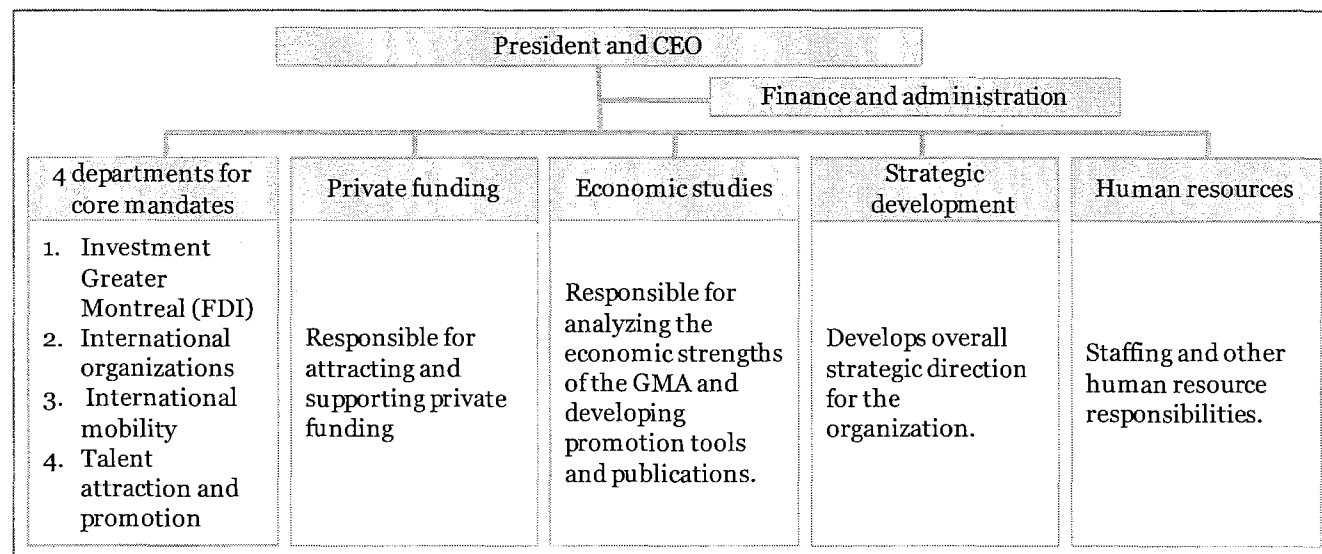 President and CEO
Finance and administration
4 departments for
core mandates
1. Investment
Greater
Montreal (FDI)
2. International
organizations
3. International
mobility
4. Talent
attraction and
promotion
Private funding
Responsible for
attracting and
supporting private
funding
Economic studies
Responsible for
analyzing the
economic strengths
of the GMA and
developing
promotion tools
and publications.
Strategic
development
Develops overall
strategic direction
for the
organization.
Human resources
Staffing and other
human resource
responsibilities.